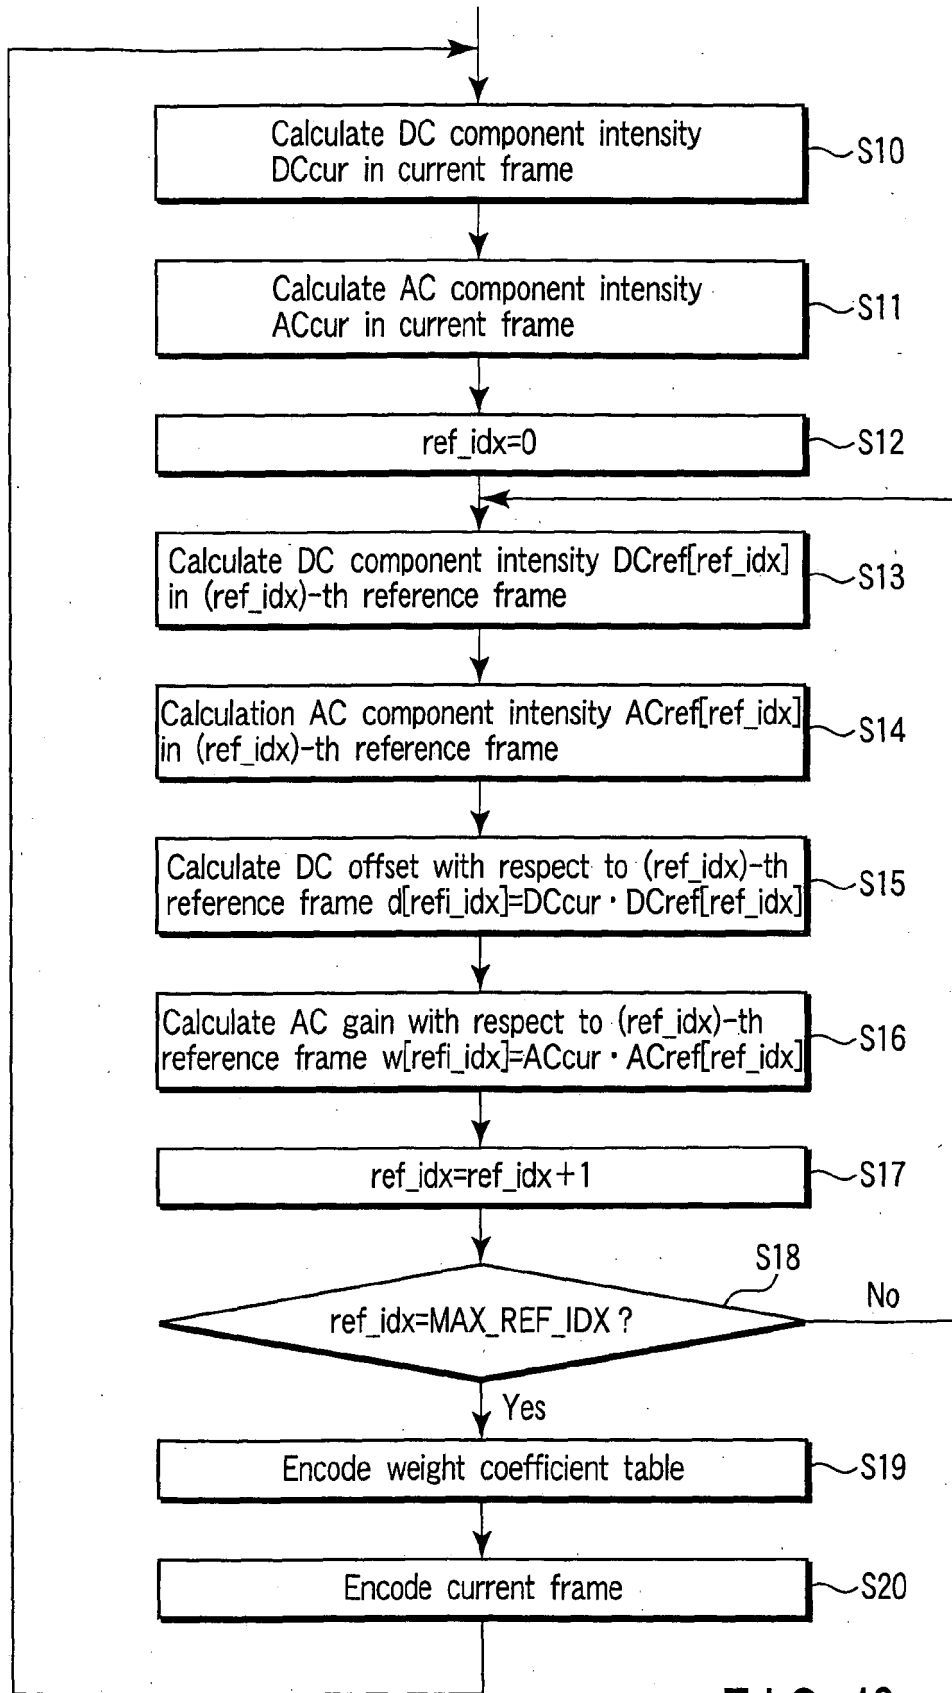 Calculate DC component intensity
DCcur in current frame
S10
Calculate AC component intensity
ACcur in current frame
S11
ref_idx=0
S12
Calculate DC component intensity DCref[ref_idx]
in (ref_idx)-th reference frame
S13
Calculation AC component intensity ACref[ref_idx]
in (ref_idx)-th reference frame
S14
Calculate DC offset with respect to (ref_idx)-th
reference frame d[refi_idx]=DCcur · DCref[ref_idx]
S15
Calculate AC gain with respect to (ref_idx)-th
reference frame w[refi_idx]=ACcur · ACref[ref_idx]
S16
ref_idx=ref_idx+1
S17
S18
ref_idx=MAX_REF_IDX ?
No
Yes
Encode weight coefficient table
S19
Encode current frame
S20